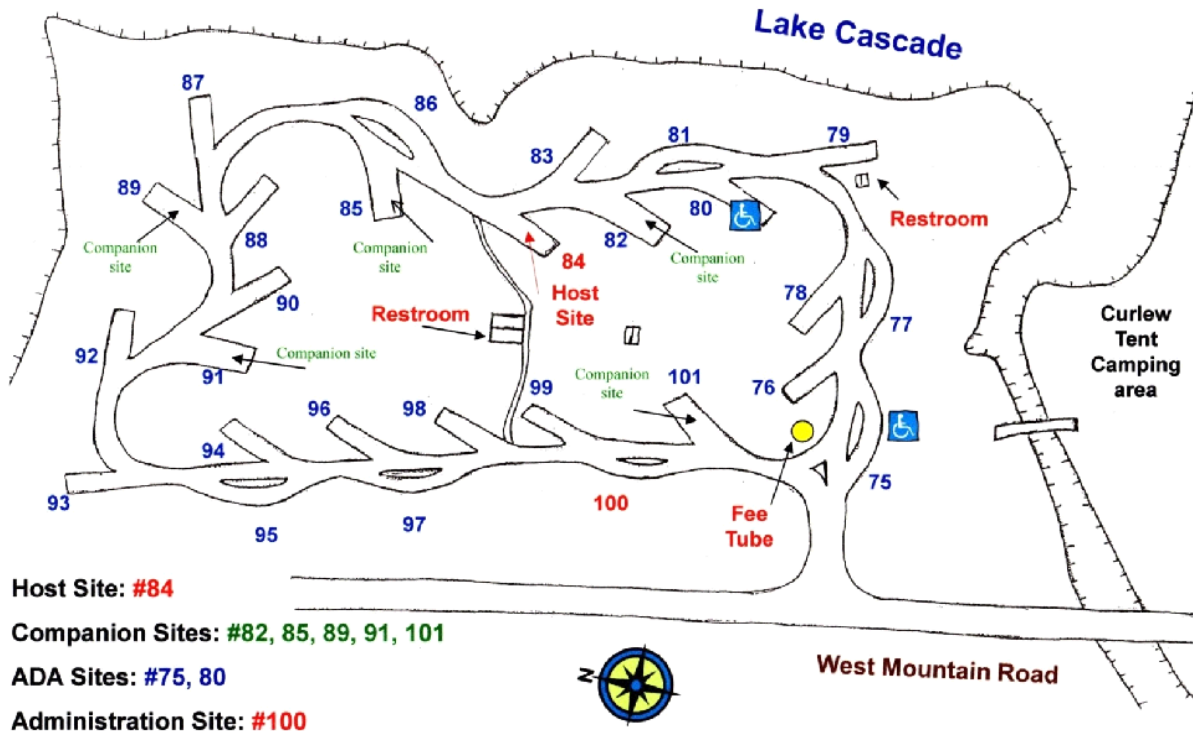 Lake Cascade
87
86
81
79
83
89
85
80
Restroom
88
82
Companion
site
Companion
site
Companion
site
84
Host
Site
90
78
Restroom
77
Curlew
Tent
Camping
area
92
Companion site
91
Companion
site
101
99
76
96
98
94
75
93
100
Fee
Tube
97
95
Host Site: #84
Companion Sites: #82, 85, 89, 91, 101
ADA Sites: #75, 80
Administration Site: #100
N
West Mountain Road